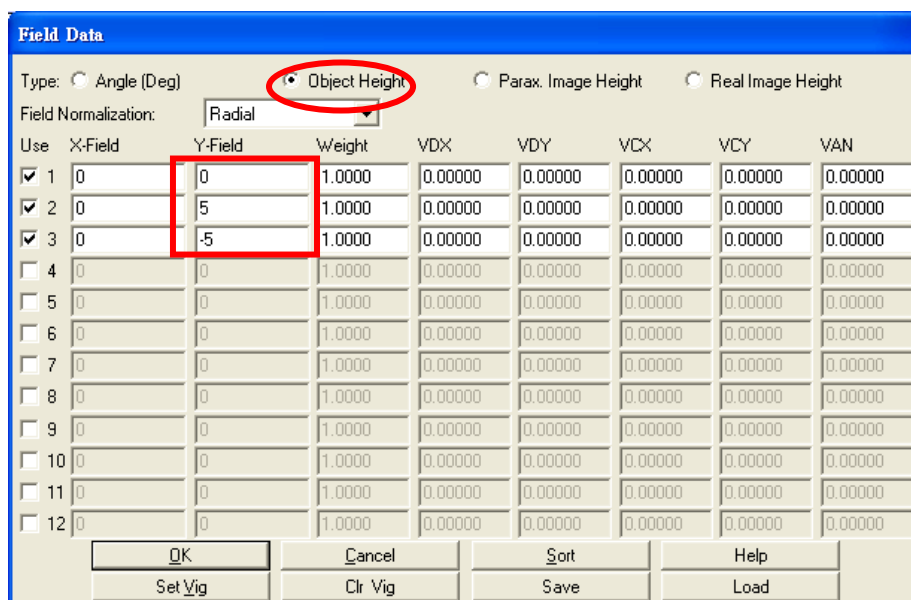 Field Data
Type: Angle (Deg) Object Height Parax. Image Height Real Image Height
Field Normalization: Radial
Use X-Field Y-Field Weight VDX VDY VCX VCY VAN
1 0 0 1.0000 0.00000 0.00000 0.00000 0.00000 0.00000
2 0 5 1.0000 0.00000 0.00000 0.00000 0.00000 0.00000
3 0 -5 1.0000 0.00000 0.00000 0.00000 0.00000 0.00000
4 0 0 1.0000 0.00000 0.00000 0.00000 0.00000 0.00000
5 0 0 1.0000 0.00000 0.00000 0.00000 0.00000 0.00000
6 0 0 1.0000 0.00000 0.00000 0.00000 0.00000 0.00000
7 0 0 1.0000 0.00000 0.00000 0.00000 0.00000 0.00000
8 0 0 1.0000 0.00000 0.00000 0.00000 0.00000 0.00000
9 0 0 1.0000 0.00000 0.00000 0.00000 0.00000 0.00000
10 0 0 1.0000 0.00000 0.00000 0.00000 0.00000 0.00000
11 0 0 1.0000 0.00000 0.00000 0.00000 0.00000 0.00000
12 0 0 1.0000 0.00000 0.00000 0.00000 0.00000 0.00000
OK Cancel Sort Help
Set Vig Clr Vig Save Load